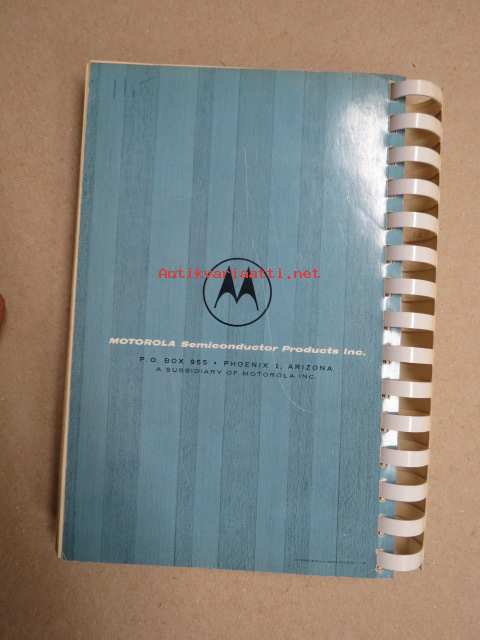 Antikvariaatti.net
MOTOROLA Semiconductor Products Inc.
P.O. BOX 955 • PHOENIX 1, ARIZONA
A SUBSIDIARY OF MOTOROLA INC.